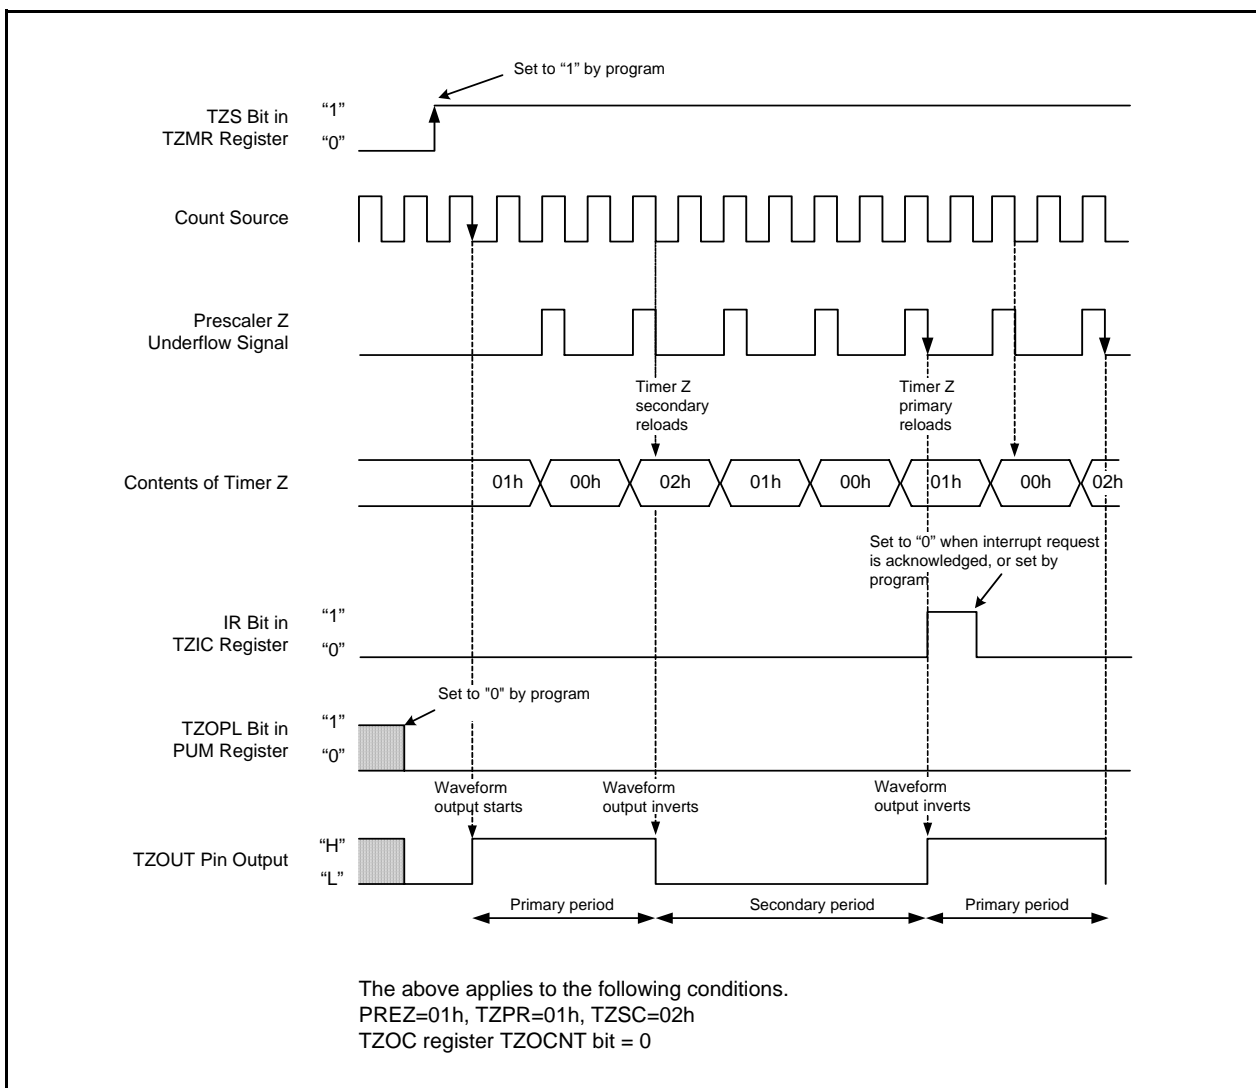 Set to “1” by program
TZS Bit in
TZMR Register
“1”
“0”
Count Source
Prescaler Z
Underflow Signal
Timer Z
secondary
reloads
Timer Z
primary
reloads
Contents of Timer Z
01h
00h
02h
01h
00h
01h
00h
02h
Set to “0” when interrupt request
is acknowledged, or set by
program
IR Bit in
TZIC Register
“1”
“0”
Set to "0" by program
TZOPL Bit in
PUM Register
“1”
“0”
Waveform
output starts
Waveform
output inverts
Waveform
output inverts
TZOUT Pin Output
“H”
“L”
Primary period
Secondary period
Primary period
The above applies to the following conditions.
PREZ=01h, TZPR=01h, TZSC=02h
TZOC register TZOCNT bit = 0